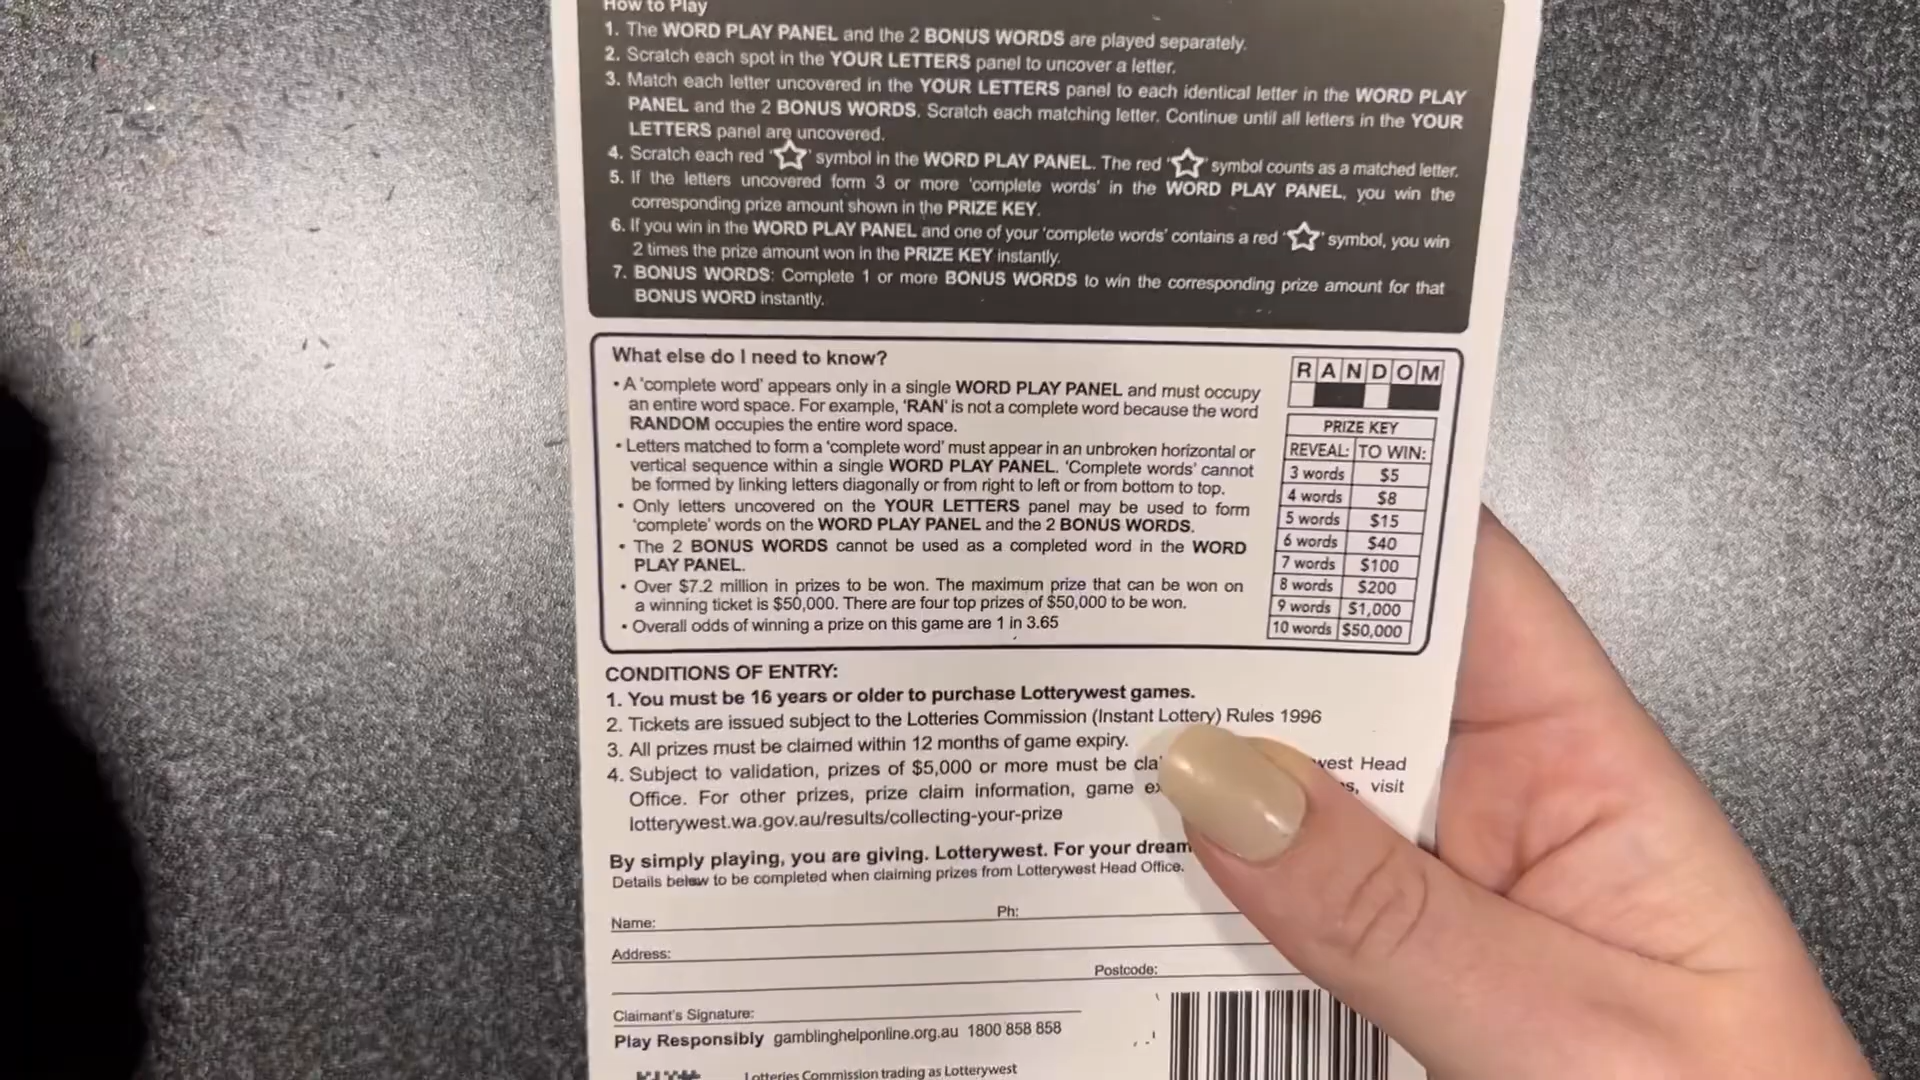 How to Play
1. The WORD PLAY PANEL and the 2 BONUS WORDS are played separately.
2. Scratch each spot in the YOUR LETTERS panel to uncover a letter.
3. Match each letter uncovered in the YOUR LETTERS panel to each identical letter in the WORD PLAY
PANEL and the 2 BONUS WORDS. Scratch each matching letter. Continue until all letters in the YOUR
LETTERS panel are uncovered.
4. Scratch each red '☆' symbol in the WORD PLAY PANEL. The red '☆' symbol counts as a matched letter.
5. If the letters uncovered form 3 or more 'complete words' in the WORD PLAY PANEL, you win the
corresponding prize amount shown in the PRIZE KEY.
6. If you win in the WORD PLAY PANEL and one of your 'complete words' contains a red '☆' symbol, you win
2 times the prize amount won in the PRIZE KEY instantly.
7. BONUS WORDS: Complete 1 or more BONUS WORDS to win the corresponding prize amount for that
BONUS WORD instantly.
What else do I need to know?
• A 'complete word' appears only in a single WORD PLAY PANEL and must occupy
an entire word space. For example, 'RAN' is not a complete word because the word
RANDOM occupies the entire word space.
• Letters matched to form a 'complete word' must appear in an unbroken horizontal or
vertical sequence within a single WORD PLAY PANEL. 'Complete words' cannot
be formed by linking letters diagonally or from right to left or from bottom to top.
• Only letters uncovered on the YOUR LETTERS panel may be used to form
'complete' words on the WORD PLAY PANEL and the 2 BONUS WORDS.
• The 2 BONUS WORDS cannot be used as a completed word in the WORD
PLAY PANEL.
• Over $7.2 million in prizes to be won. The maximum prize that can be won on
a winning ticket is $50,000. There are four top prizes of $50,000 to be won.
• Overall odds of winning a prize on this game are 1 in 3.65
RANDOM
PRIZE KEY
REVEAL: TO WIN:
3 words $5
4 words $8
5 words $15
6 words $40
7 words $100
8 words $200
9 words $1,000
10 words $50,000
CONDITIONS OF ENTRY:
1. You must be 16 years or older to purchase Lotterywest games.
2. Tickets are issued subject to the Lotteries Commission (Instant Lottery) Rules 1996
3. All prizes must be claimed within 12 months of game expiry.
4. Subject to validation, prizes of $5,000 or more must be Head
Office. For other prizes, prize claim information, game visit
lotterywest.wa.gov.au/results/collecting-your-prize
By simply playing, you are giving. Lotterywest. For your dream
Details below to be completed when claiming prizes from Lotterywest Head Office.
Name: Ph:
Address:
Postcode:
Claimant's Signature:
Play Responsibly gamblinghelponline.org.au 1800 858 858
Lotteries Commission trading as Lotterywest